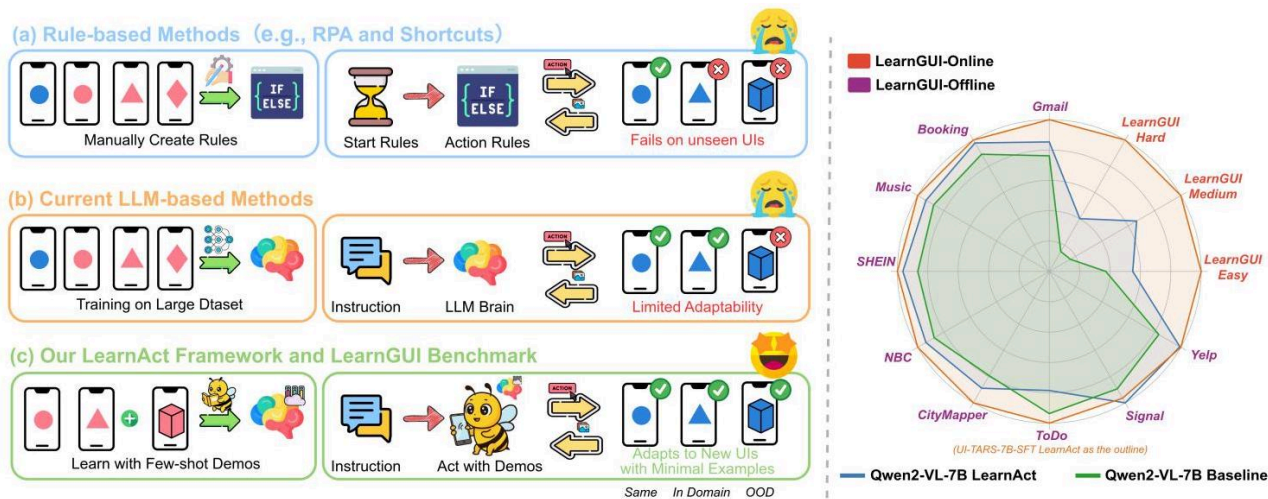 (a) Rule-based Methods (e.g., RPA and Shortcuts)
IF
ELSE
Manually Create Rules
Start Rules
IF
ELSE
Action Rules
ACTION
Fails on unseen UIs
(b) Current LLM-based Methods
Training on Large Dtaset
Instruction
LLM Brain
ACTION
Limited Adaptability
(c) Our LearnAct Framework and LearnGUI Benchmark
Learn with Few-shot Demos
Instruction
Act with Demos
ACTION
Adapts to New UIs
with Minimal Examples
Same In Domain OOD
LearnGUI-Online
LearnGUI-Offline
Gmail
LearnGUI
Hard
LearnGUI
Medium
LearnGUI
Easy
Yelp
Signal
ToDo
CityMapper
NBC
SHEIN
Music
Booking
(UI-TARS-7B-SFT LearnAct as the outline)
Qwen2-VL-7B LearnAct
Qwen2-VL-7B Baseline